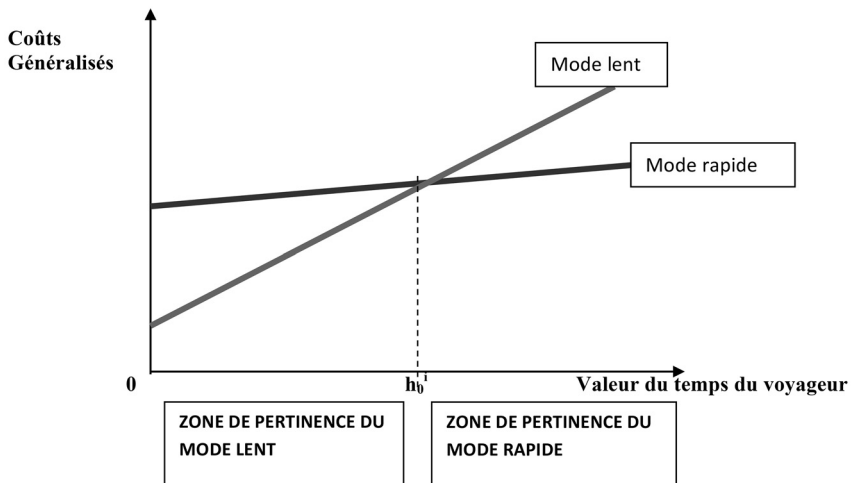 Coûts
Généralisés
Mode lent
Mode rapide
0
h₀ⁱ
Valeur du temps du voyageur
ZONE DE PERTINENCE DU
MODE LENT
ZONE DE PERTINENCE DU
MODE RAPIDE